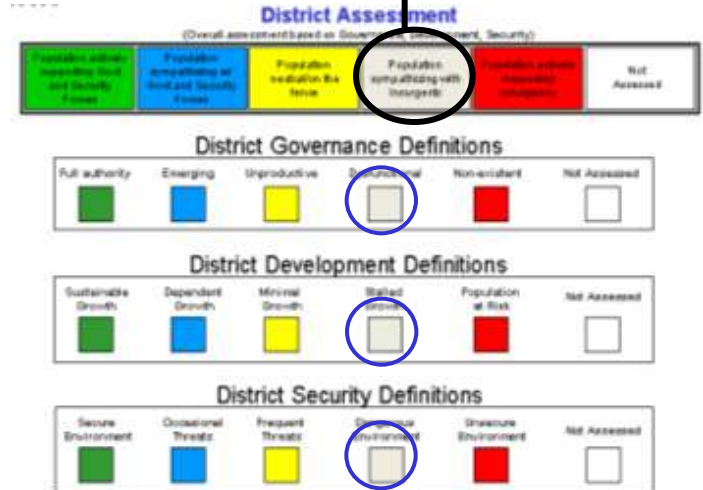 District Assessment
(Overall assessment based on Governance, Development, Security)
Population actively supporting Govt and Security Forces
Population sympathizing w/ Govt and Security Forces
Population neutral/on the fence
Population sympathizing with Insurgents
Population actively supporting Insurgency
Not Assessed
District Governance Definitions
Full authority Emerging Unproductive Dysfunctional Non-existent Not Assessed
District Development Definitions
Sustainable Growth
Dependent Growth
Minimal Growth
Stalled Growth
Population at Risk
Not Assessed
District Security Definitions
Secure Environment
Occasional Threats
Frequent Threats
Dangerous Environment
Unsecure Environment
Not Assessed